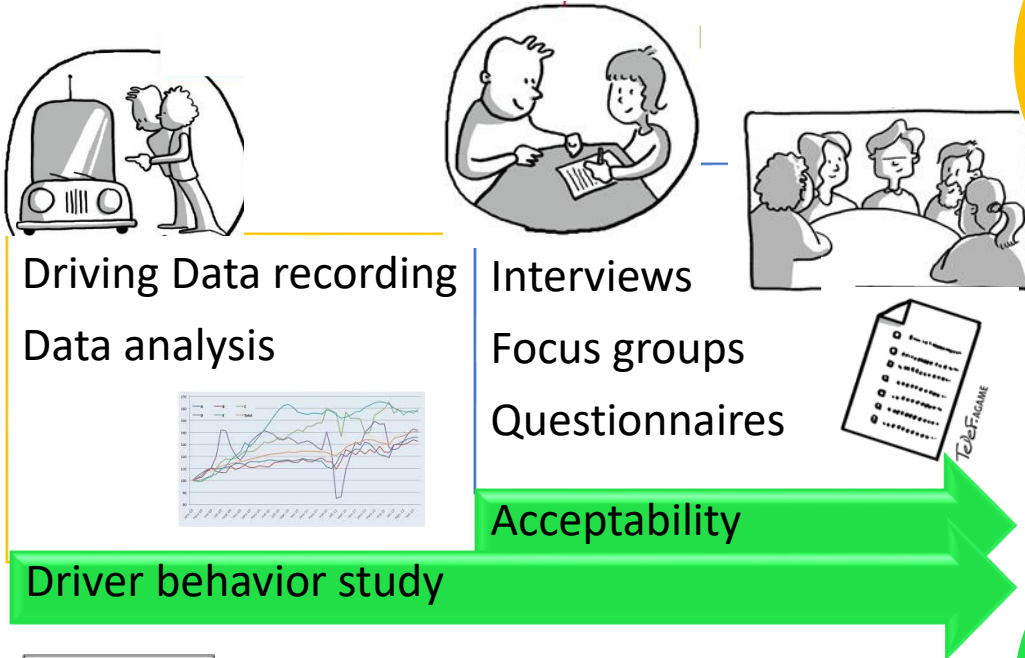 Driving Data recording
Data analysis
Interviews
Focus groups
Questionnaires
Acceptability
Driver behavior study